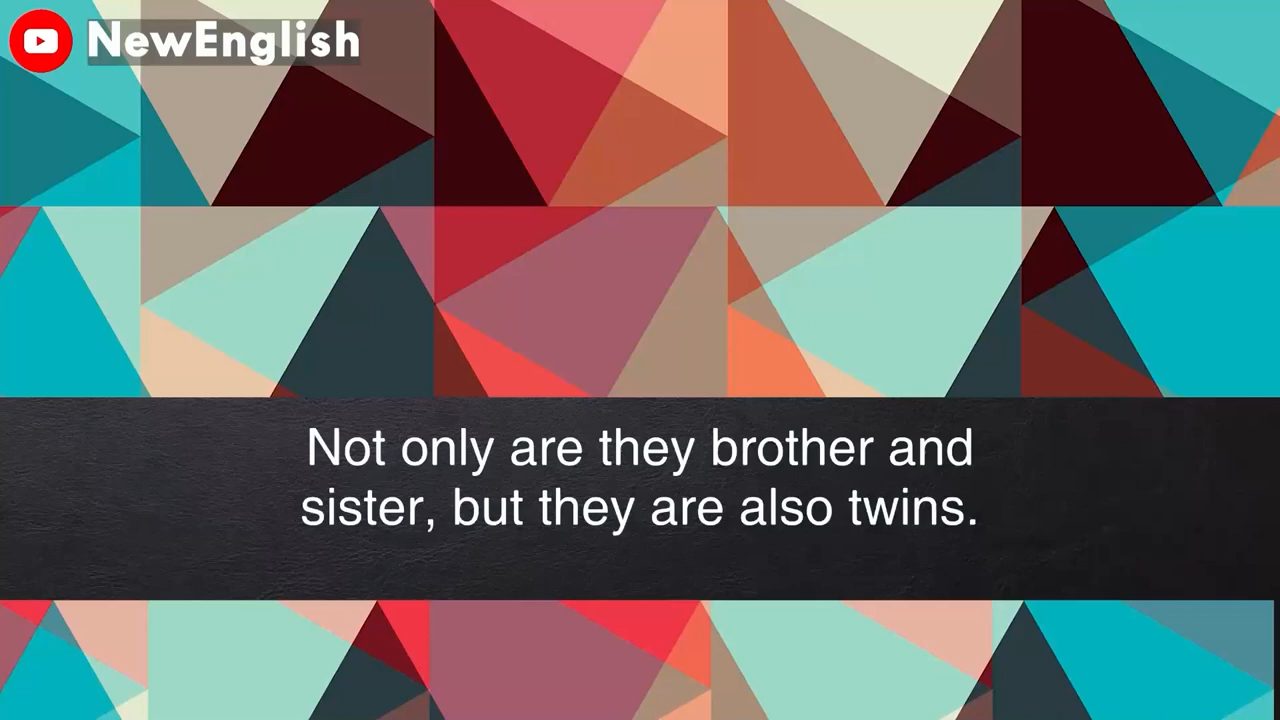 NewEnglish
Not only are they brother and
sister, but they are also twins.